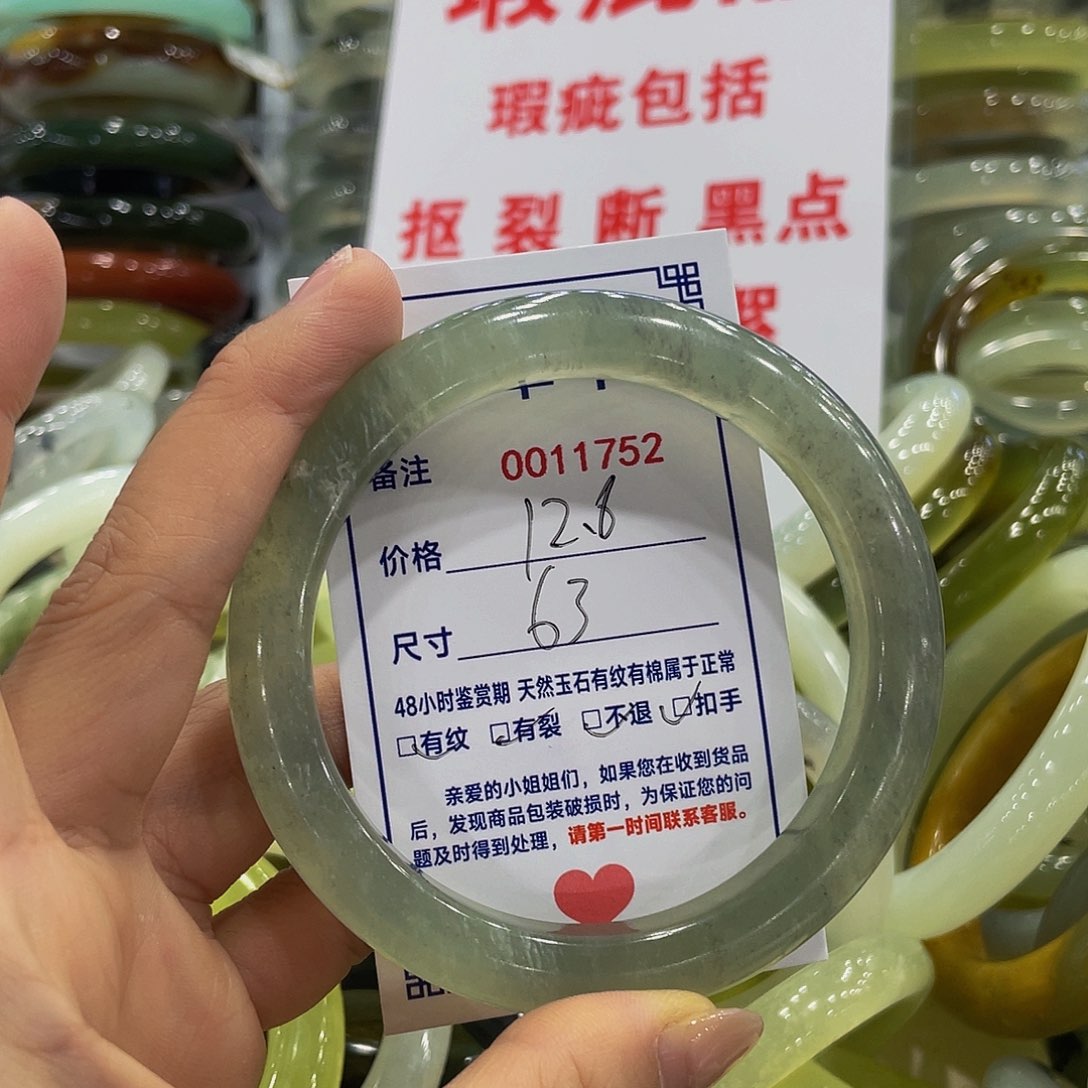 瑕疵包括
抠 裂 断 黑点
备注 0011752
价格 12.6
尺寸 63
48小时鉴赏期 天然玉石有纹有棉属于正常
□有纹 □有裂 □不退 □扣手
亲爱的小姐姐们，如果您在收到货品
后，发现商品包装破损时，为保证您的问
题及时得到处理，请第一时间联系客服。